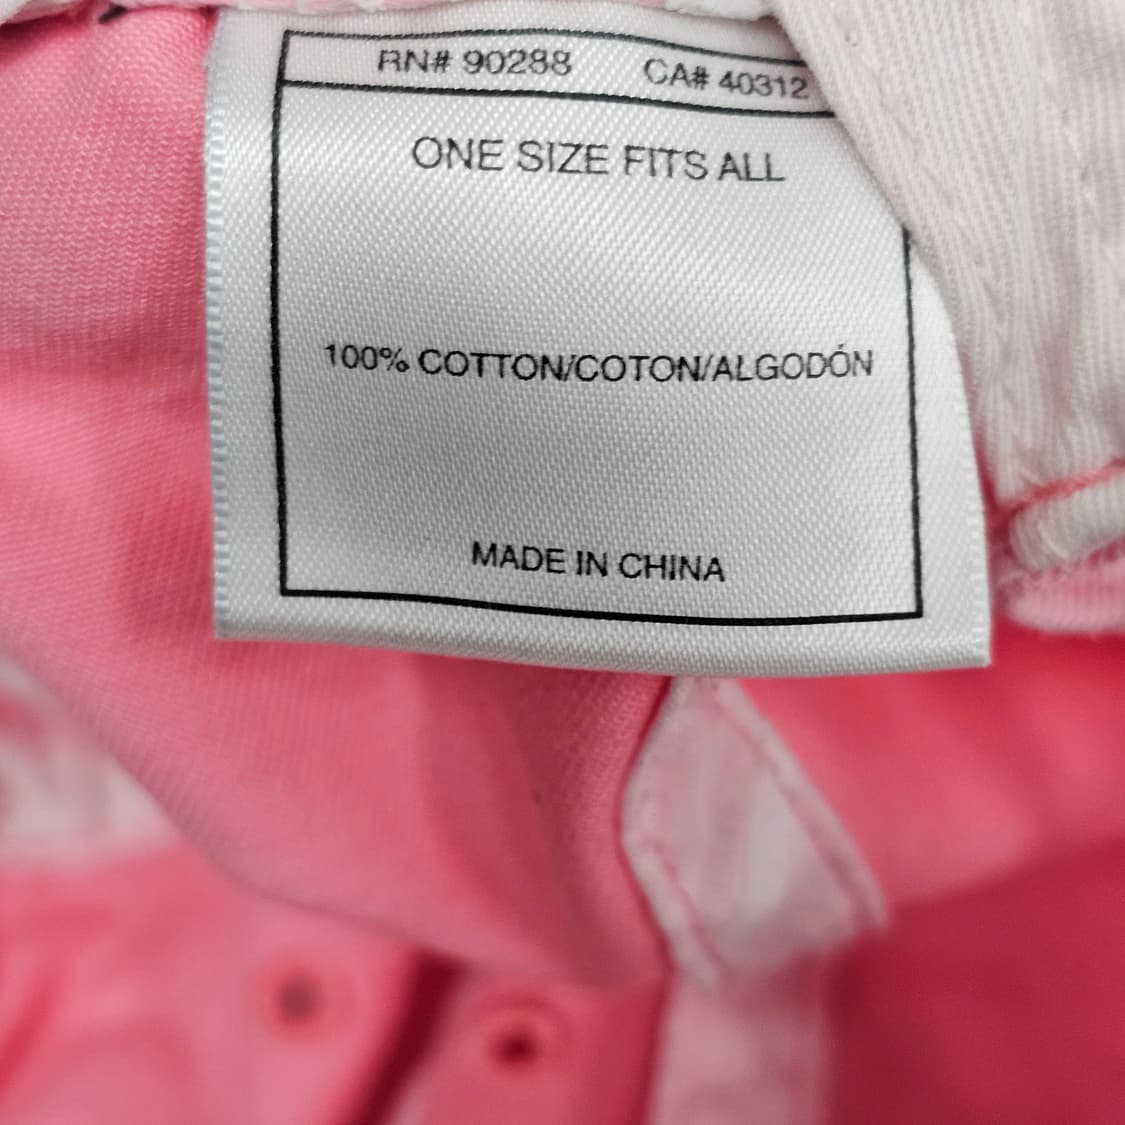 RN# 90288 CA# 40312
ONE SIZE FITS ALL
100% COTTON/COTON/ALGODÓN
MADE IN CHINA